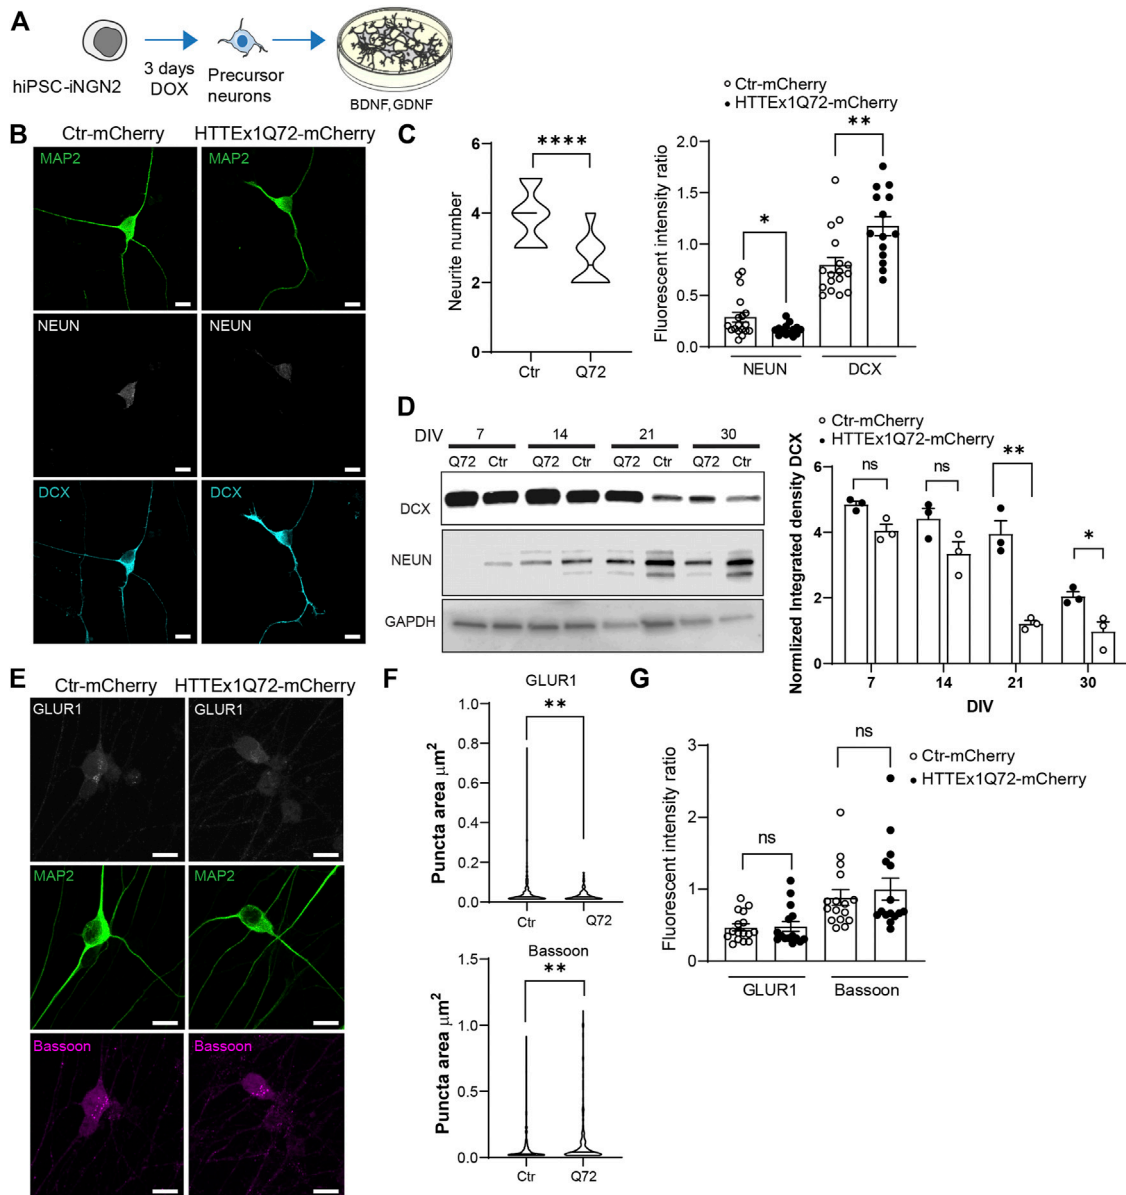 A
hiPSC-iNGN2
3 days
DOX
Precursor
neurons
BDNF, GDNF
B
Ctr-mCherry HTTEx1Q72-mCherry
MAP2 MAP2
NEUN NEUN
DCX DCX
C
Neurite number
6
4
2
0
****
Ctr Q72
Ctr-mCherry
HTTEx1Q72-mCherry
**
*
Fluorescent intensity ratio
2.0
1.5
1.0
0.5
0.0
NEUN DCX
D
DIV 7 14 21 30
Q72 Ctr Q72 Ctr Q72 Ctr Q72 Ctr
DCX
NEUN
GAPDH
Ctr-mCherry
HTTEx1Q72-mCherry
Normlized Integrated density DCX
6
4
2
0
ns ns ** *
7 14 21 30
DIV
E
Ctr-mCherry HTTEx1Q72-mCherry
GLUR1 GLUR1
MAP2 MAP2
Bassoon Bassoon
F
GLUR1
**
Puncta area μm²
1.0
0.8
0.6
0.4
0.2
0.0
Ctr Q72
Bassoon
**
Puncta area μm²
1.5
1.0
0.5
0.0
Ctr Q72
G
Fluorescent intensity ratio
3
2
1
0
ns
ns
Ctr-mCherry
HTTEx1Q72-mCherry
GLUR1 Bassoon